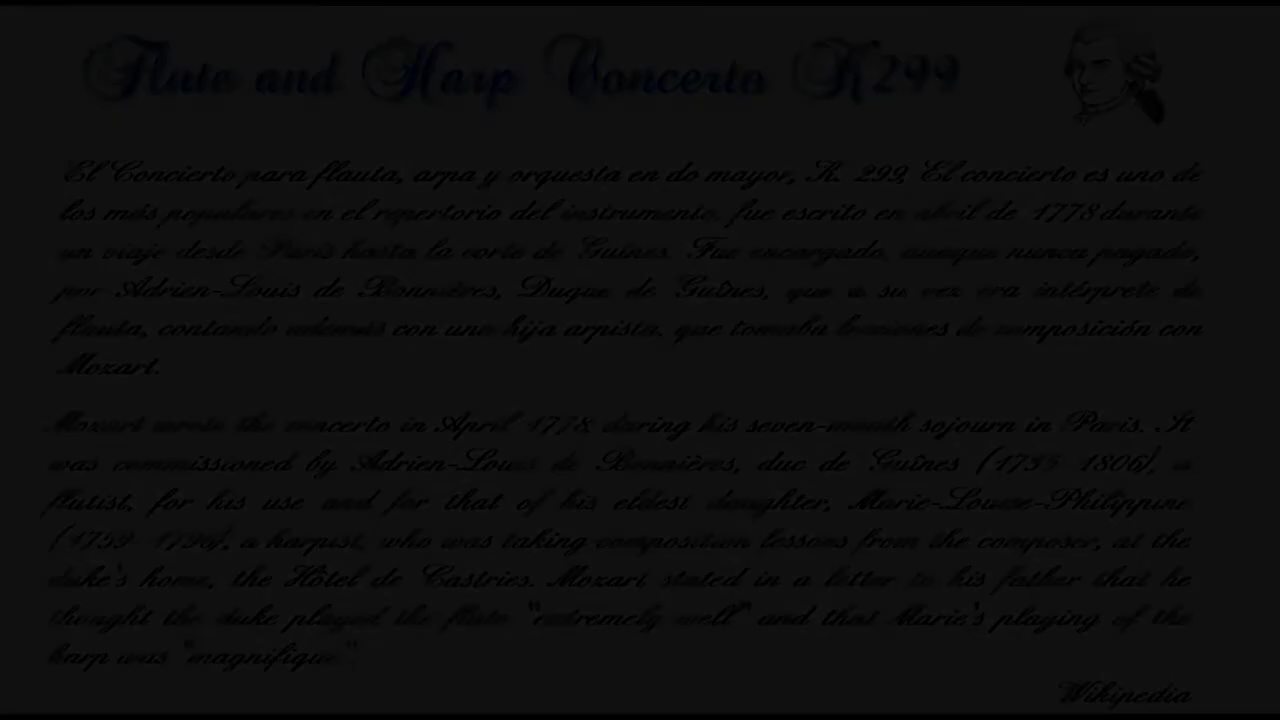 Flute and Harp Concerto K299
El Concierto para flauta, arpa y orquesta en do mayor, K. 299, El concierto es uno de
los más populares en el repertorio del instrumento, fue escrito en abril de 1778 durante
un viaje desde París hasta la corte de Guines. Fue encargado, aunque nunca pagado,
por Adrien-Louis de Bonnières, Duque de Guînes, que a su vez era intérprete de
flauta, contando además con una hija arpista, que tomaba lecciones de composición con
Mozart.
Mozart wrote the concerto in April 1778, during his seven-month sojourn in Paris. It
was commissioned by Adrien-Louis de Bonnières, duc de Guînes (1735–1806), a
flutist, for his use and for that of his eldest daughter, Marie-Louise-Philippine
(1759–1796), a harpist, who was taking composition lessons from the composer, at the
duke's home, the Hôtel de Castries. Mozart stated in a letter to his father that he
thought the duke played the flute "extremely well" and that Marie's playing of the
harp was "magnifique".
Wikipedia